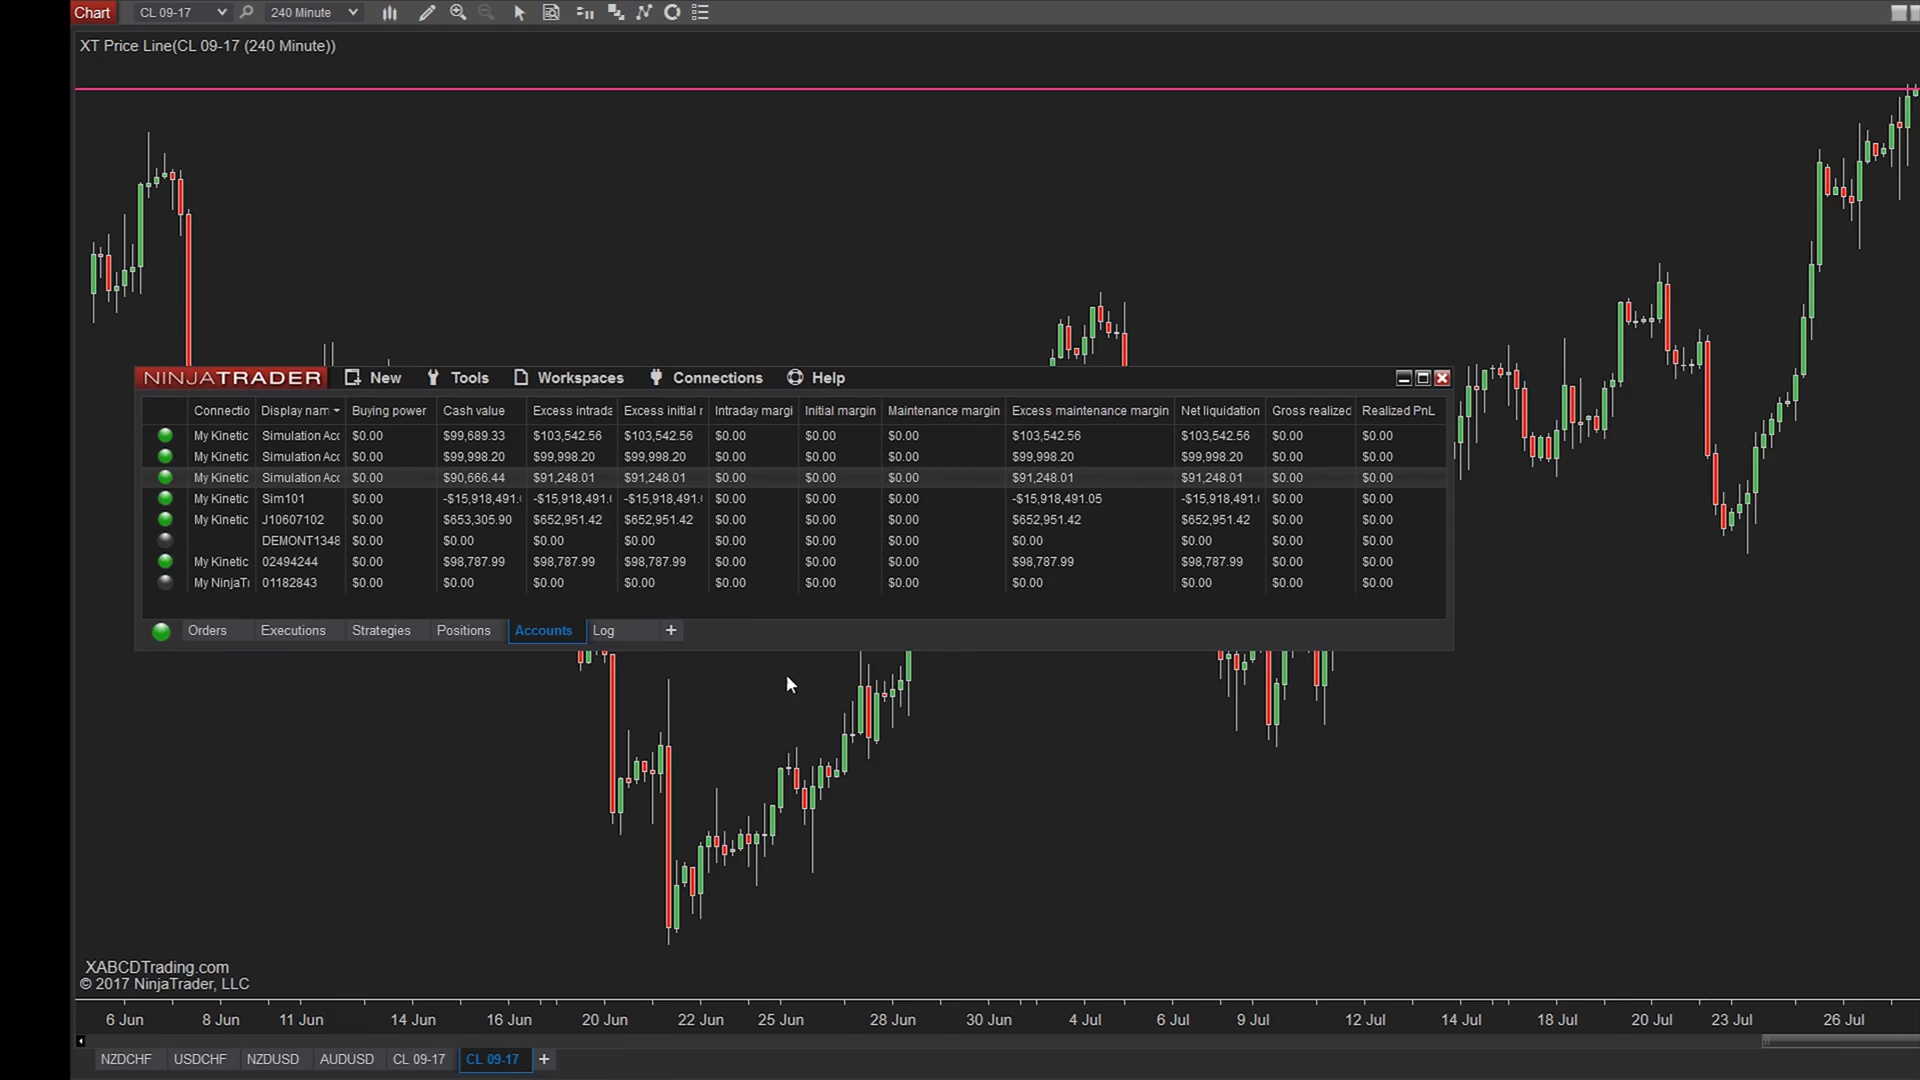 Chart CL 09-17 240 Minute
XT Price Line(CL 09-17 (240 Minute))
NINJATRADER New Tools Workspaces Connections Help
Connectio Display nam Buying power Cash value Excess intrada Excess initial r Intraday margi Initial margin Maintenance margin Excess maintenance margin Net liquidation Gross realized Realized PnL
My Kinetic Simulation Acc $0.00 $99,689.33 $103,542.56 $103,542.56 $0.00 $0.00 $0.00 $103,542.56 $103,542.56 $0.00 $0.00
My Kinetic Simulation Acc $0.00 $99,998.20 $99,998.20 $99,998.20 $0.00 $0.00 $0.00 $99,998.20 $99,998.20 $0.00 $0.00
My Kinetic Simulation Acc $0.00 $90,666.44 $91,248.01 $91,248.01 $0.00 $0.00 $0.00 $91,248.01 $91,248.01 $0.00 $0.00
My Kinetic Sim101 $0.00 -$15,918,491.0 -$15,918,491.0 -$15,918,491.0 $0.00 $0.00 $0.00 -$15,918,491.05 -$15,918,491.0 $0.00 $0.00
My Kinetic J10607102 $0.00 $653,305.90 $652,951.42 $652,951.42 $0.00 $0.00 $0.00 $652,951.42 $652,951.42 $0.00 $0.00
DEMONT1348 $0.00 $0.00 $0.00 $0.00 $0.00 $0.00 $0.00 $0.00 $0.00 $0.00 $0.00
My Kinetic 02494244 $0.00 $98,787.99 $98,787.99 $98,787.99 $0.00 $0.00 $0.00 $98,787.99 $98,787.99 $0.00 $0.00
My NinjaT 01182843 $0.00 $0.00 $0.00 $0.00 $0.00 $0.00 $0.00 $0.00 $0.00 $0.00 $0.00
Orders Executions Strategies Positions Accounts Log +
XABCDTrading.com
© 2017 NinjaTrader, LLC
6 Jun 8 Jun 11 Jun 14 Jun 16 Jun 20 Jun 22 Jun 25 Jun 28 Jun 30 Jun 4 Jul 6 Jul 9 Jul 12 Jul 14 Jul 18 Jul 20 Jul 23 Jul 26 Jul
NZDCHF USDCHF NZDUSD AUDUSD CL 09-17 CL 09-17 +